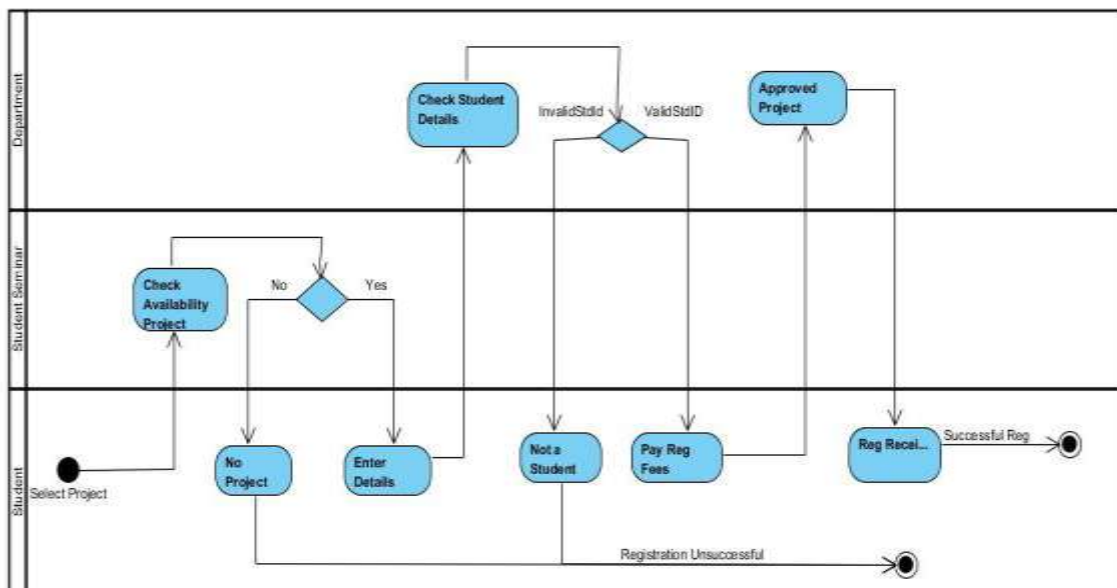 Department
Check Student
Details
InvalidStdId
ValidStdID
Approved
Project
Student Seminar
Check
Availability
Project
No
Yes
Student
Select Project
No
Project
Enter
Details
Not a
Student
Pay Reg
Fees
Reg Recei...
Successful Reg
Registration Unsuccessful